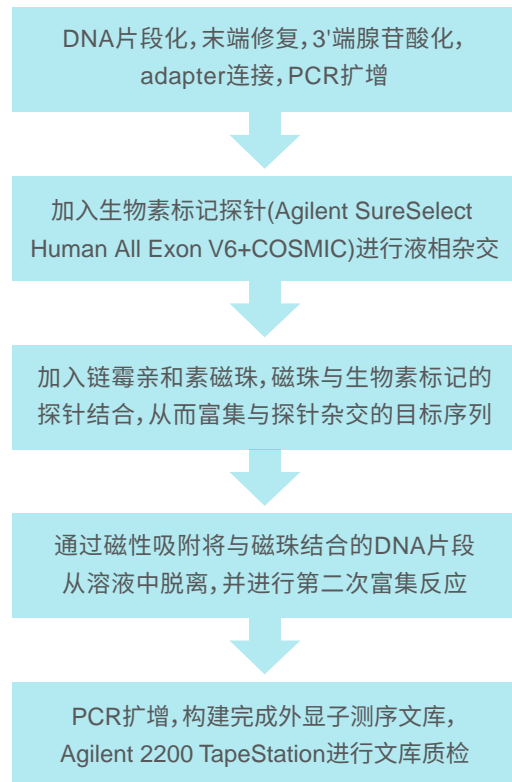 DNA片段化，末端修复，3'端腺苷酸化，
adapter连接，PCR扩增
加入生物素标记探针(Agilent SureSelect
Human All Exon V6+COSMIC)进行液相杂交
加入链霉亲和素磁珠，磁珠与生物素标记的
探针结合，从而富集与探针杂交的目标序列
通过磁性吸附将与磁珠结合的DNA片段
从溶液中脱离，并进行第二次富集反应
PCR扩增，构建完成外显子测序文库，
Agilent 2200 TapeStation进行文库质检